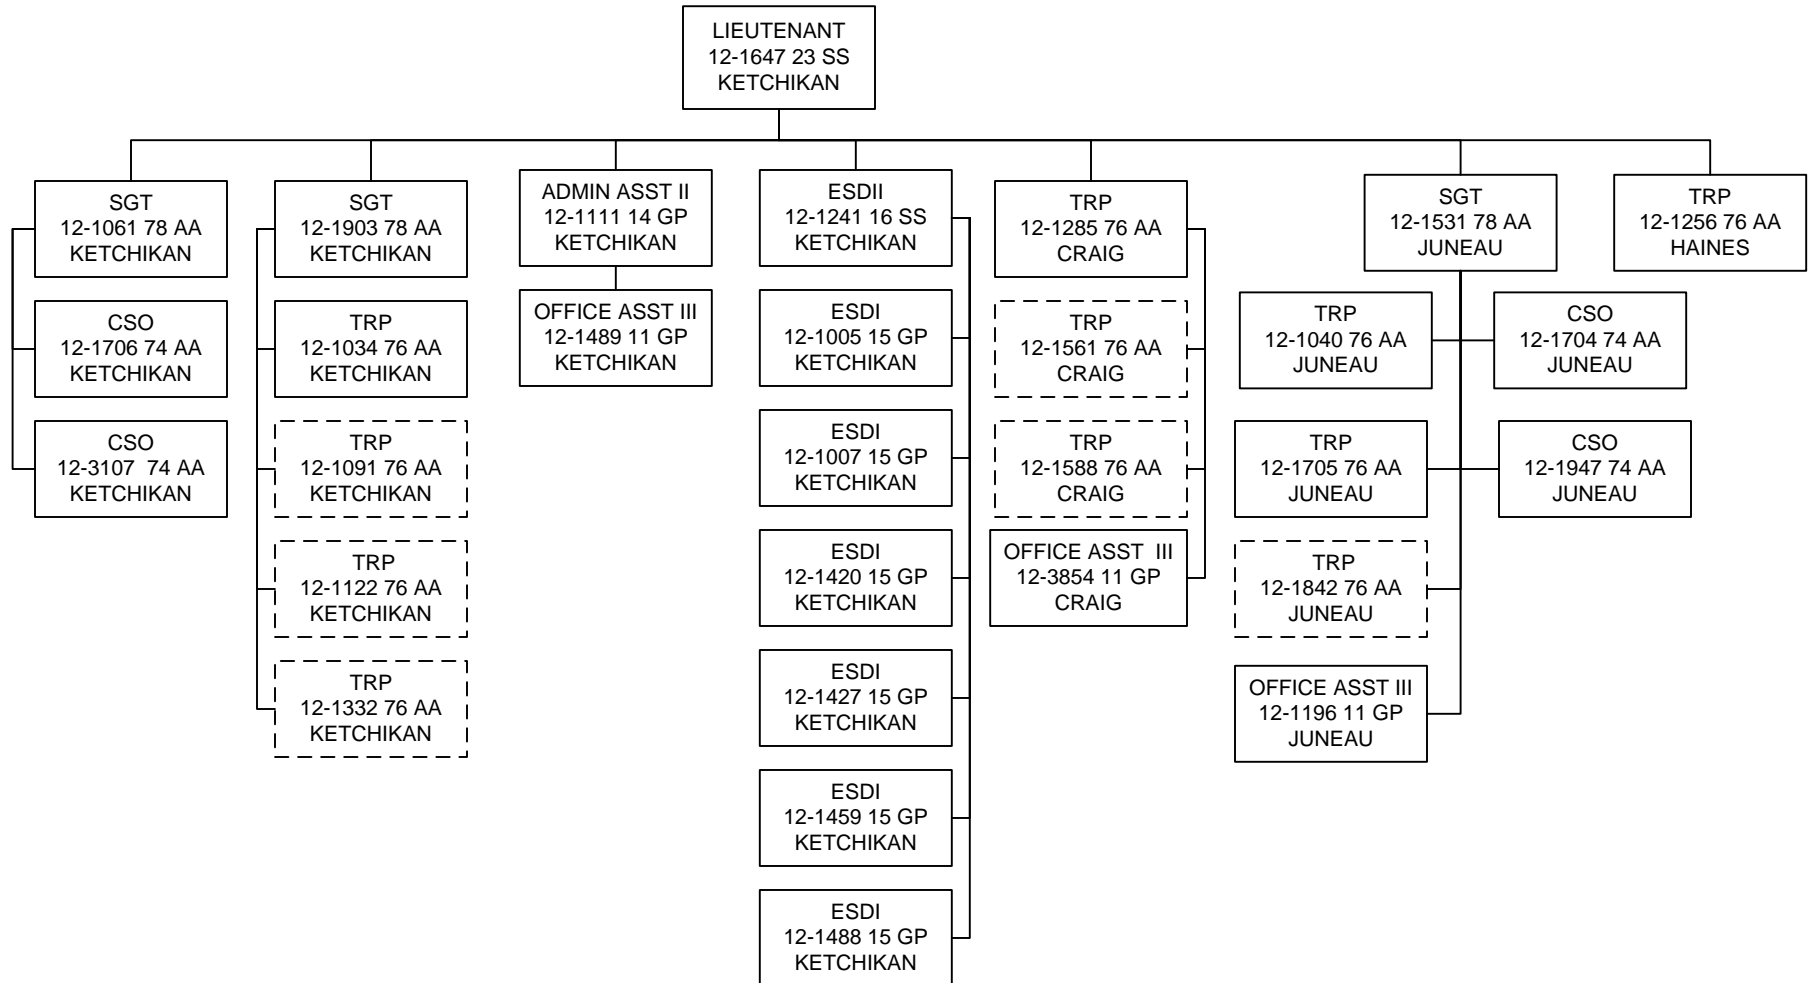 LIEUTENANT
12-1647 23 SS
KETCHIKAN
SGT
12-1061 78 AA
KETCHIKAN
CSO
12-1706 74 AA
KETCHIKAN
CSO
12-3107 74 AA
KETCHIKAN
SGT
12-1903 78 AA
KETCHIKAN
TRP
12-1034 76 AA
KETCHIKAN
TRP
12-1091 76 AA
KETCHIKAN
TRP
12-1122 76 AA
KETCHIKAN
TRP
12-1332 76 AA
KETCHIKAN
ADMIN ASST II
12-1111 14 GP
KETCHIKAN
OFFICE ASST III
12-1489 11 GP
KETCHIKAN
ESDII
12-1241 16 SS
KETCHIKAN
ESDI
12-1005 15 GP
KETCHIKAN
ESDI
12-1007 15 GP
KETCHIKAN
ESDI
12-1420 15 GP
KETCHIKAN
ESDI
12-1427 15 GP
KETCHIKAN
ESDI
12-1459 15 GP
KETCHIKAN
ESDI
12-1488 15 GP
KETCHIKAN
TRP
12-1285 76 AA
CRAIG
TRP
12-1561 76 AA
CRAIG
TRP
12-1588 76 AA
CRAIG
OFFICE ASST III
12-3854 11 GP
CRAIG
SGT
12-1531 78 AA
JUNEAU
TRP
12-1040 76 AA
JUNEAU
CSO
12-1704 74 AA
JUNEAU
TRP
12-1705 76 AA
JUNEAU
CSO
12-1947 74 AA
JUNEAU
TRP
12-1842 76 AA
JUNEAU
OFFICE ASST III
12-1196 11 GP
JUNEAU
TRP
12-1256 76 AA
HAINES